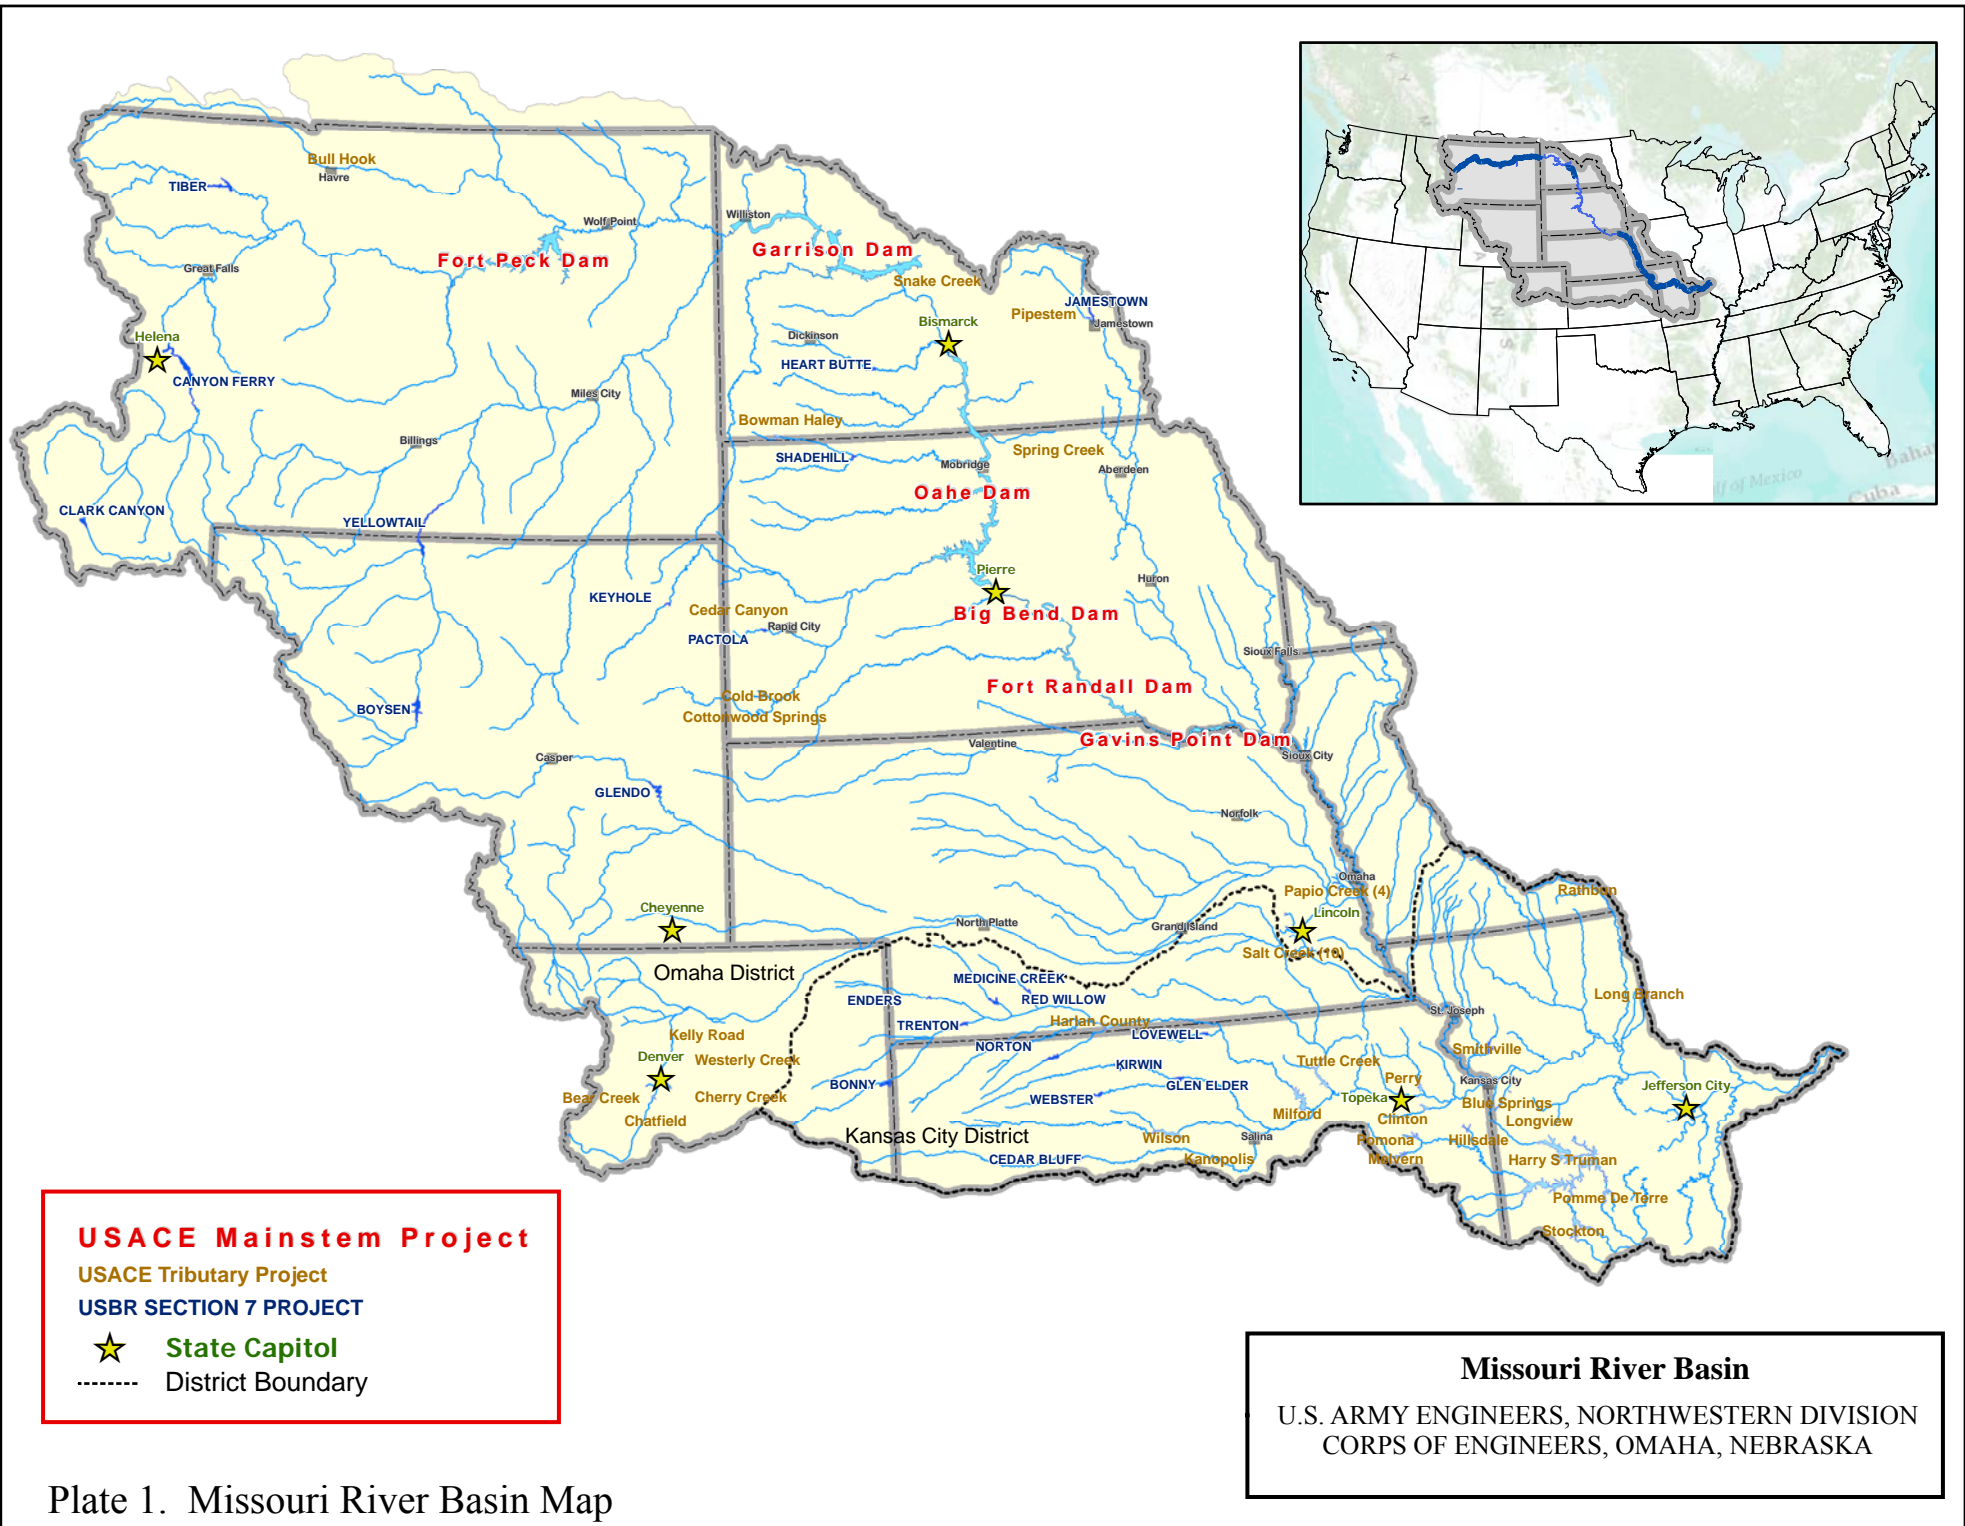 Bull Hook
Havre
TIBER
Wolf Point
Williston
Fort Peck Dam
Garrison Dam
Great Falls
Snake Creek
JAMESTOWN
Pipestem
Jamestown
Bismarck
Helena
Dickinson
HEART BUTTE
CANYON FERRY
Miles City
Bowman Haley
Billings
SHADEHILL
Spring Creek
Mobridge
Aberdeen
Oahe Dam
CLARK CANYON
YELLOWTAIL
Pierre
Huron
KEYHOLE
Cedar Canyon
Rapid City
Big Bend Dam
PACTOLA
Sioux Falls
Fort Randall Dam
Cold Brook
BOYSEN
Cottonwood Springs
Gavins Point Dam
Valentine
Casper
Sioux City
GLENDO
Norfolk
Omaha
Papio Creek (4)
Rathbun
Cheyenne
Lincoln
North Platte
Grand Island
Salt Creek (10)
Omaha District
MEDICINE CREEK
ENDERS
RED WILLOW
Long Branch
St. Joseph
TRENTON
Harlan County
Kelly Road
LOVEWELL
NORTON
Smithville
Denver
Westerly Creek
Tuttle Creek
KIRWIN
Perry
Kansas City
BONNY
GLEN ELDER
Jefferson City
Bear Creek
Cherry Creek
WEBSTER
Topeka
Blue Springs
Milford
Clinton
Longview
Chatfield
Kansas City District
Wilson
Salina
Pomona
Hillsdale
CEDAR BLUFF
Kanopolis
Melvern
Harry S Truman
Pomme De Terre
Stockton
Gulf of Mexico
Cuba
USACE Mainstem Project
USACE Tributary Project
USBR SECTION 7 PROJECT
State Capitol
District Boundary
Missouri River Basin
U.S. ARMY ENGINEERS, NORTHWESTERN DIVISION
CORPS OF ENGINEERS, OMAHA, NEBRASKA
Plate 1. Missouri River Basin Map